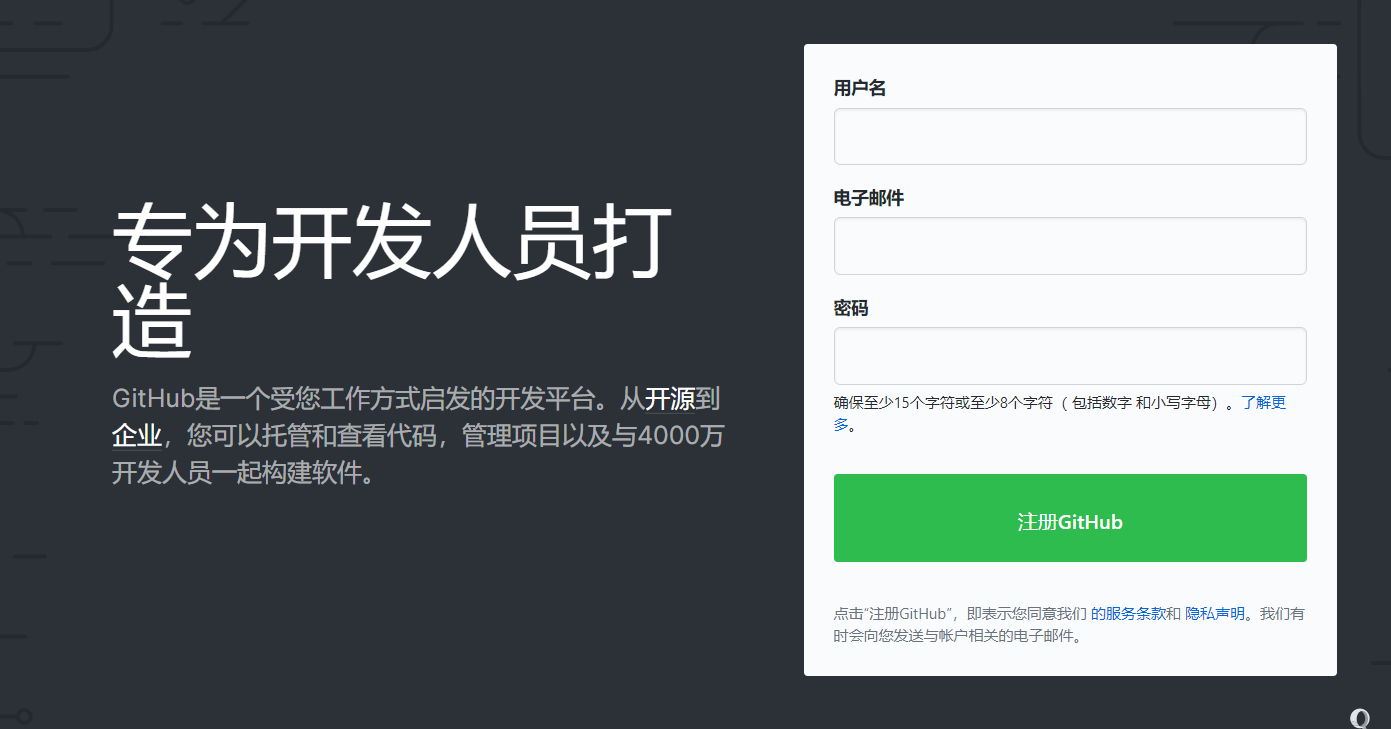 专为开发人员打
造
GitHub是一个受您工作方式启发的开发平台。从开源到
企业，您可以托管和查看代码，管理项目以及与4000万
开发人员一起构建软件。
用户名
电子邮件
密码
确保至少15个字符或至少8个字符（ 包括数字 和小写字母）。了解更
多。
注册GitHub
点击“注册GitHub”，即表示您同意我们 的服务条款和 隐私声明。我们有
时会向您发送与帐户相关的电子邮件。